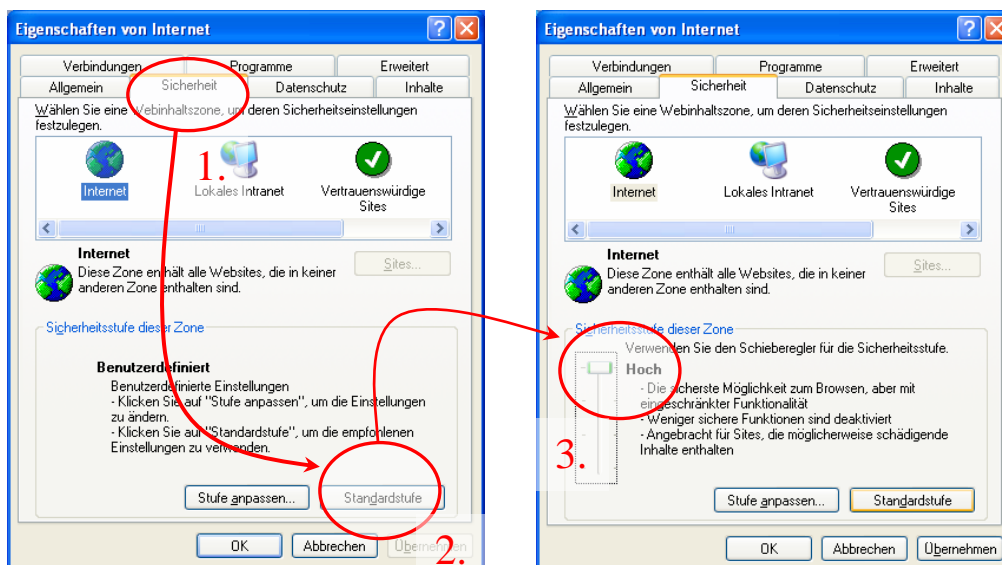 Eigenschaften von Internet
Verbindungen Programme Erweitert
Allgemein Sicherheit Datenschutz Inhalte
Wählen Sie eine Webinhaltszone, um deren Sicherheitseinstellungen
festzulegen.
1.
Internet Lokales Intranet Vertrauenswürdige
Sites
Internet
Diese Zone enthält alle Websites, die in keiner
anderen Zone enthalten sind.
Sites...
Sicherheitsstufe dieser Zone
Benutzerdefiniert
Benutzerdefinierte Einstellungen
- Klicken Sie auf "Stufe anpassen", um die Einstellungen
zu ändern.
- Klicken Sie auf "Standardstufe", um die empfohlenen
Einstellungen zu verwenden.
Stufe anpassen... Standardstufe
OK Abbrechen Übernehmen
2.
Eigenschaften von Internet
Verbindungen Programme Erweitert
Allgemein Sicherheit Datenschutz Inhalte
Wählen Sie eine Webinhaltszone, um deren Sicherheitseinstellungen
festzulegen.
Internet Lokales Intranet Vertrauenswürdige
Sites
Internet
Diese Zone enthält alle Websites, die in keiner
anderen Zone enthalten sind.
Sites...
Sicherheitsstufe dieser Zone
Verwenden Sie den Schieberegler für die Sicherheitsstufe.
Hoch
- Die sicherste Möglichkeit zum Browsen, aber mit
eingeschränkter Funktionalität
- Weniger sichere Funktionen sind deaktiviert
- Angebracht für Sites, die möglicherweise schädigende
Inhalte enthalten
3.
Stufe anpassen... Standardstufe
OK Abbrechen Übernehmen